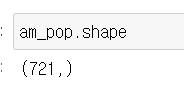 : am_pop.shape
: (721,)